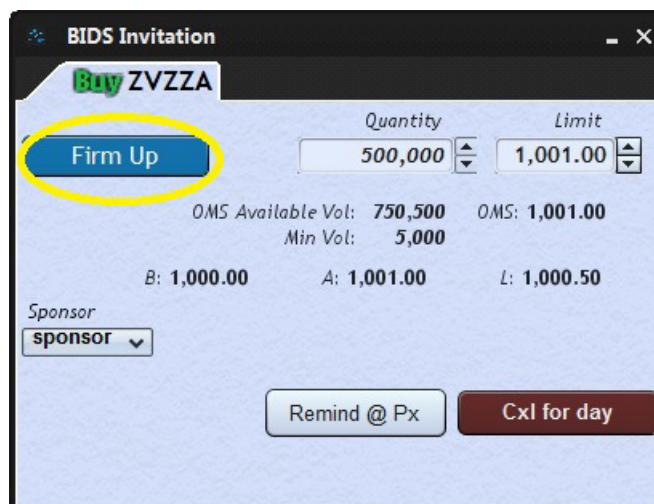 BIDS Invitation
Buy ZVZZA
Quantity Limit
Firm Up 500,000 1,001.00
OMS Available Vol: 750,500 OMS: 1,001.00
Min Vol: 5,000
B: 1,000.00 A: 1,001.00 L: 1,000.50
Sponsor
sponsor
Remind @ Px Cxl for day